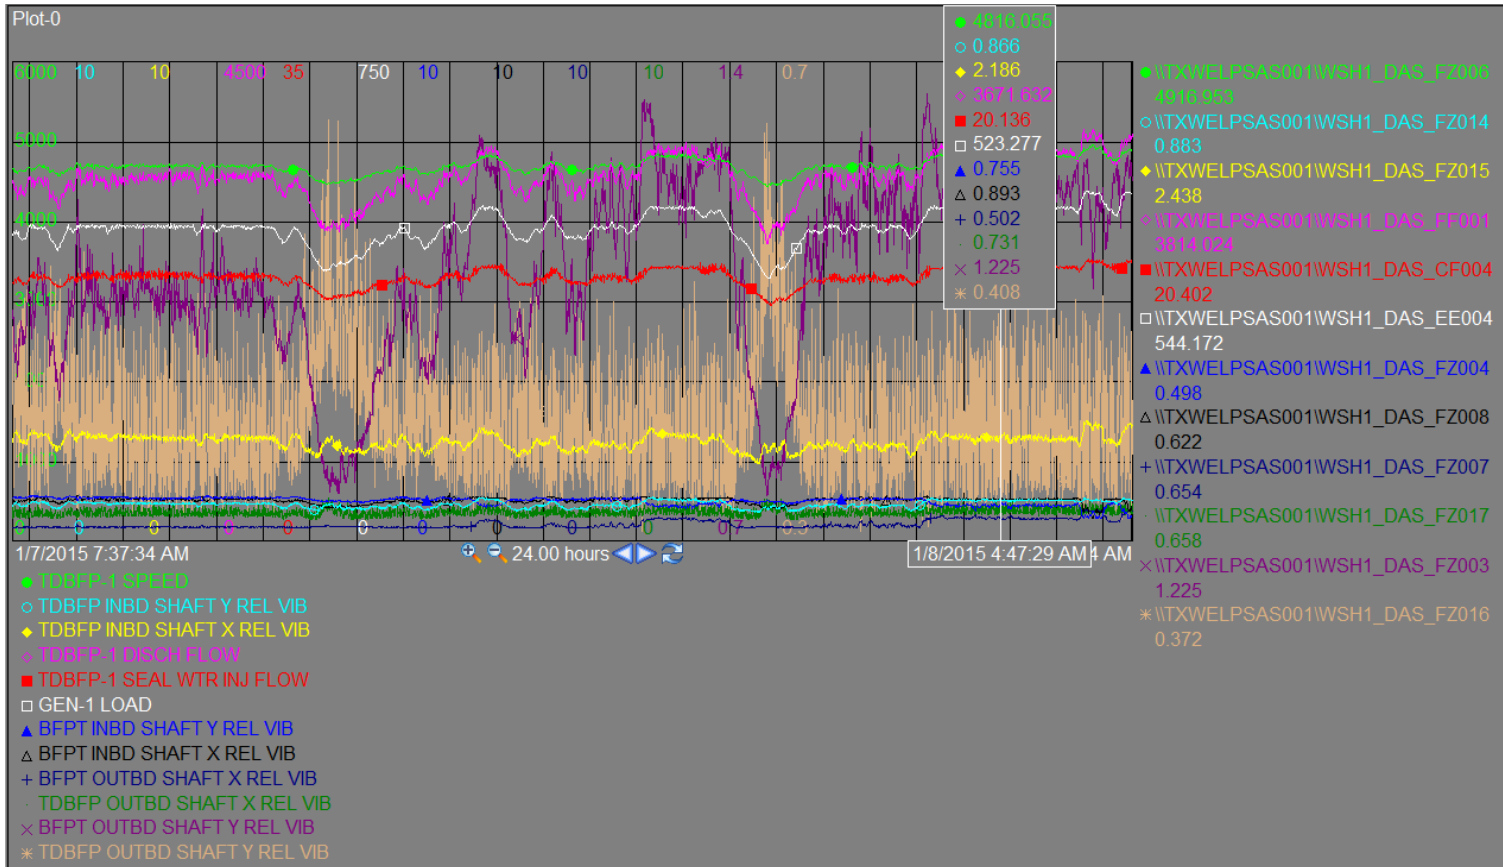 Plot-0
6000 10 10 4500 35 750 10 10 10 10 1.4 0.7
5000
4000
3000
1000
0 0 0 0 0 0 0 0 0 0 0.7 0.3
4816.055
0.866
2.186
3671.632
20.136
523.277
0.755
0.893
0.502
0.731
1.225
0.408
\\TXWELPSAS001\WSH1_DAS_FZ006
4916.953
\\TXWELPSAS001\WSH1_DAS_FZ014
0.883
\\TXWELPSAS001\WSH1_DAS_FZ015
2.438
\\TXWELPSAS001\WSH1_DAS_FF001
3814.024
\\TXWELPSAS001\WSH1_DAS_CF004
20.402
\\TXWELPSAS001\WSH1_DAS_EE004
544.172
\\TXWELPSAS001\WSH1_DAS_FZ004
0.498
\\TXWELPSAS001\WSH1_DAS_FZ008
0.622
\\TXWELPSAS001\WSH1_DAS_FZ007
0.654
\\TXWELPSAS001\WSH1_DAS_FZ017
0.658
\\TXWELPSAS001\WSH1_DAS_FZ003
1.225
\\TXWELPSAS001\WSH1_DAS_FZ016
0.372
1/7/2015 7:37:34 AM 24.00 hours 1/8/2015 4:47:29 AM 4 AM
TDBFP-1 SPEED
TDBFP INBD SHAFT Y REL VIB
TDBFP INBD SHAFT X REL VIB
TDBFP-1 DISCH FLOW
TDBFP-1 SEAL WTR INJ FLOW
GEN-1 LOAD
BFPT INBD SHAFT Y REL VIB
BFPT INBD SHAFT X REL VIB
BFPT OUTBD SHAFT X REL VIB
TDBFP OUTBD SHAFT X REL VIB
BFPT OUTBD SHAFT Y REL VIB
TDBFP OUTBD SHAFT Y REL VIB